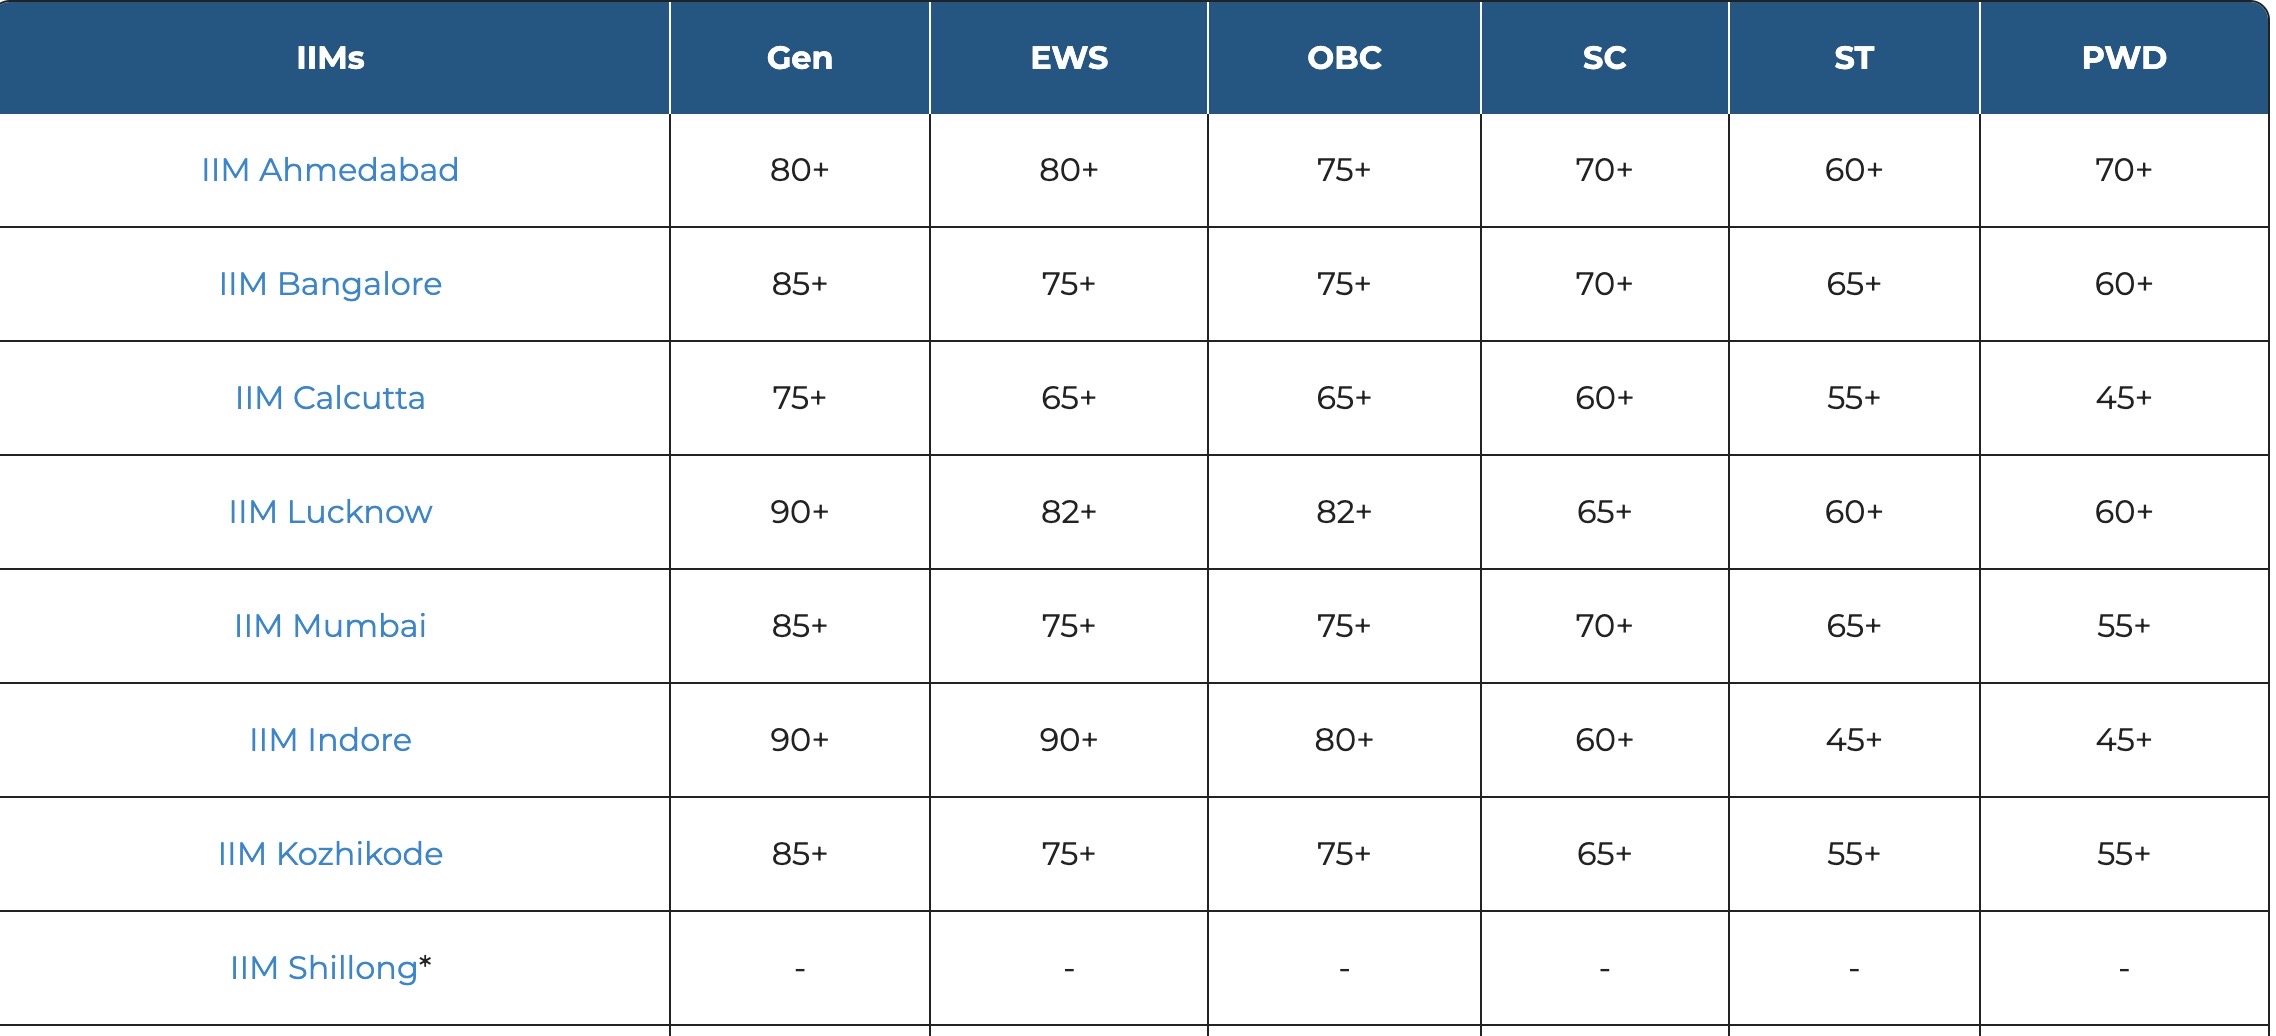 IIMs Gen EWS OBC SC ST PWD
IIM Ahmedabad 80+ 80+ 75+ 70+ 60+ 70+
IIM Bangalore 85+ 75+ 75+ 70+ 65+ 60+
IIM Calcutta 75+ 65+ 65+ 60+ 55+ 45+
IIM Lucknow 90+ 82+ 82+ 65+ 60+ 60+
IIM Mumbai 85+ 75+ 75+ 70+ 65+ 55+
IIM Indore 90+ 90+ 80+ 60+ 45+ 45+
IIM Kozhikode 85+ 75+ 75+ 65+ 55+ 55+
IIM Shillong* - - - - - -